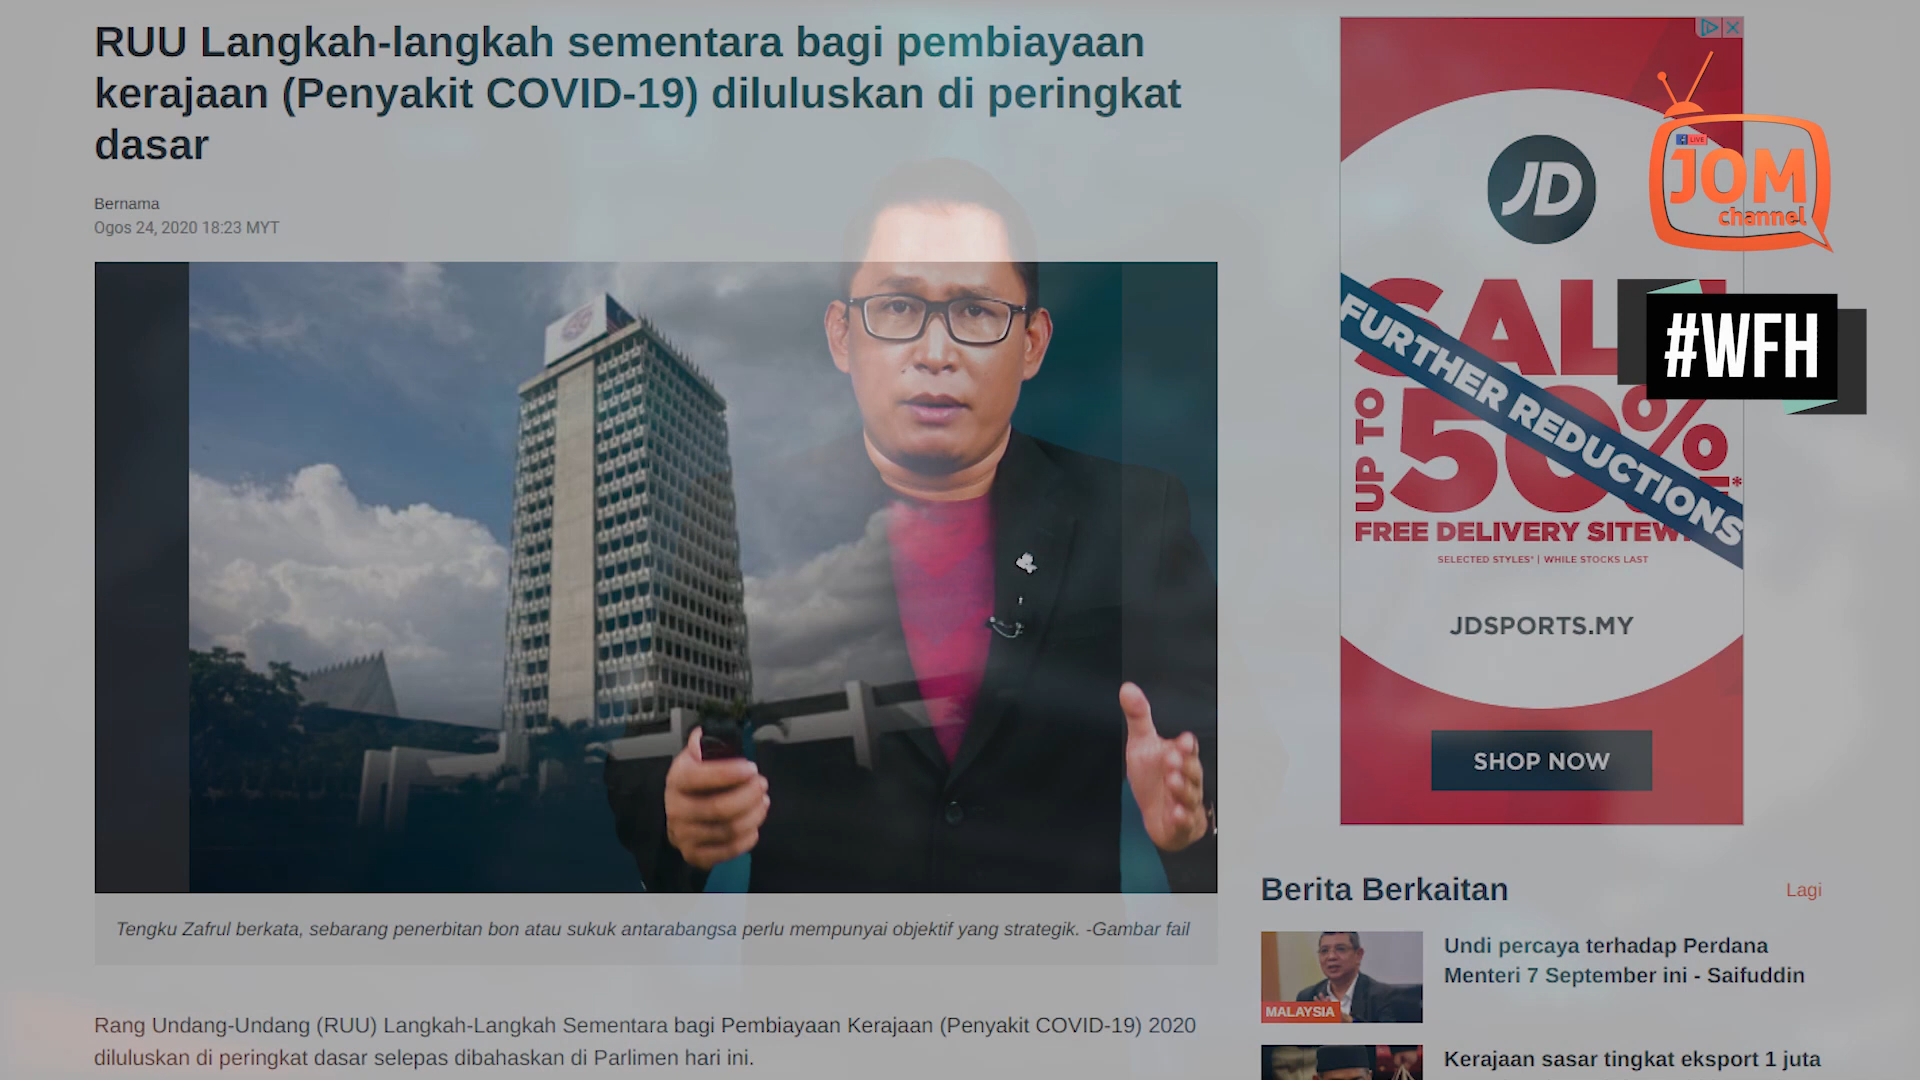 RUU Langkah-langkah sementara bagi pembiayaan
kerajaan (Penyakit COVID-19) diluluskan di peringkat
dasar
Bernama
Ogos 24, 2020 18:23 MYT
Tengku Zafrul berkata, sebarang penerbitan bon atau sukuk antarabangsa perlu mempunyai objektif yang strategik. -Gambar fail
Rang Undang-Undang (RUU) Langkah-Langkah Sementara bagi Pembiayaan Kerajaan (Penyakit COVID-19) 2020
diluluskan di peringkat dasar selepas dibahaskan di Parlimen hari ini.
JD
UP TO
50%
FURTHER REDUCTIONS
FREE DELIVERY
SELECTED STYLES* | WHILE STOCKS LAST
JDSPORTS.MY
SHOP NOW
LIVE
JOM
channel
#WFH
Berita Berkaitan
Lagi
MALAYSIA
Undi percaya terhadap Perdana
Menteri 7 September ini - Saifuddin
Kerajaan sasar tingkat eksport 1 juta